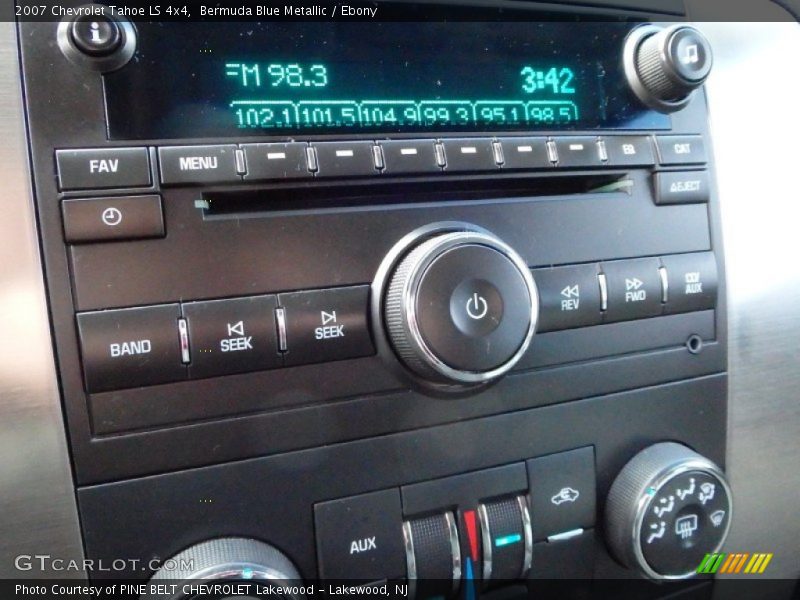 2007 Chevrolet Tahoe LS 4x4, Bermuda Blue Metallic / Ebony
i
FM 98.3
3:42
102.1 101.5 104.9 99.3 95.1 98.5
FAV
MENU
CAT
EJECT
BAND
SEEK
SEEK
REV
FWD
CD/AUX
AUX
GTCARLOT.COM
Photo Courtesy of PINE BELT CHEVROLET Lakewood - Lakewood, NJ